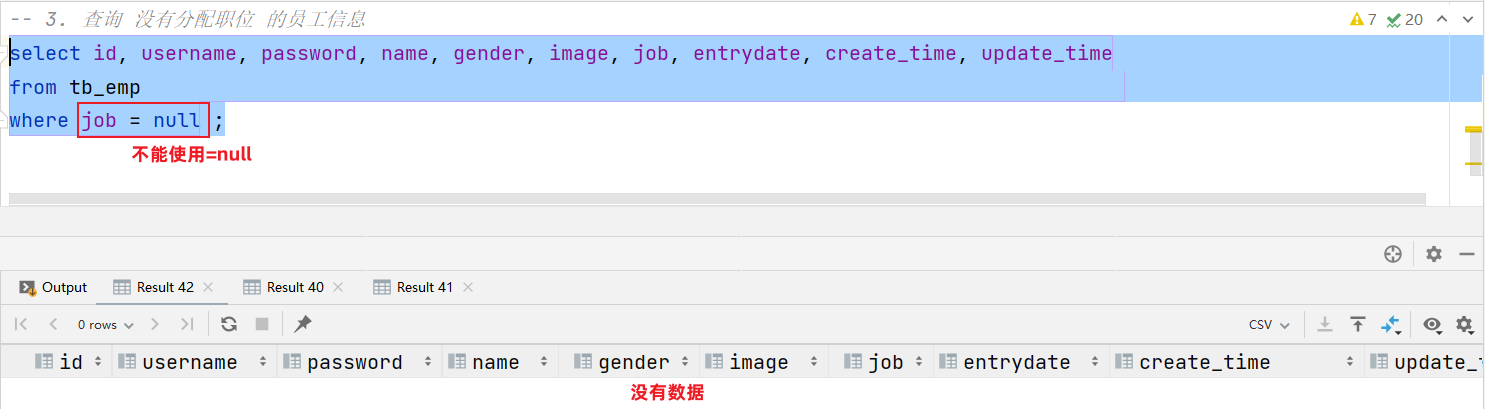 -- 3. 查询 没有分配职位 的员工信息
7 20
select id, username, password, name, gender, image, job, entrydate, create_time, update_time
from tb_emp
where job = null ;
不能使用=null
Output Result 42 Result 40 Result 41
0 rows CSV
id username password name gender image job entrydate create_time update_t
没有数据